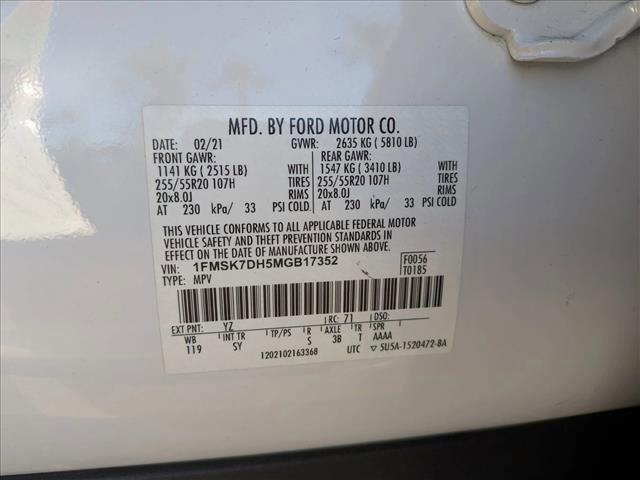 MFD. BY FORD MOTOR CO.
DATE: 02/21 GVWR: 2635 KG ( 5810 LB)
FRONT GAWR: REAR GAWR:
1141 KG ( 2515 LB) WITH 1547 KG ( 3410 LB) WITH
255/55R20 107H TIRES 255/55R20 107H TIRES
20x8.0J RIMS 20x8.0J RIMS
AT 230 kPa/ 33 PSI COLD AT 230 kPa/ 33 PSI COLD
THIS VEHICLE CONFORMS TO ALL APPLICABLE FEDERAL MOTOR
VEHICLE SAFETY AND THEFT PREVENTION STANDARDS IN
EFFECT ON THE DATE OF MANUFACTURE SHOWN ABOVE.
VIN: 1FMSK7DH5MGB17352 F0056
TYPE: MPV T0185
EXT PNT: YZ RC: 71 DSO:
WB INT TR TP/PS R AXLE TR SPR
119 SY S 3B T AAAA
1202102163368 UTC ▽ 5U5A-1520472-BA